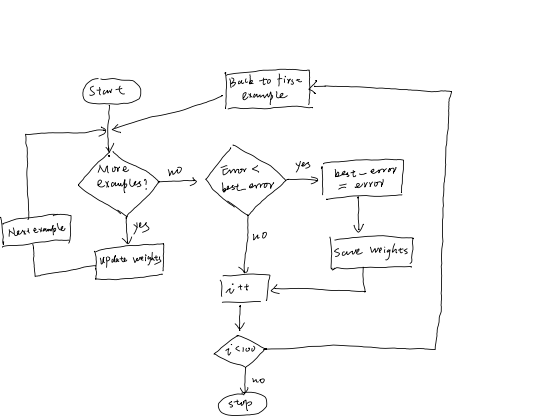 Start
Back to first
example
More
examples?
no
Error <
best_error
yes
best_error
= error
yes
Next example
update weights
no
Save weights
i++
i<100
no
stop